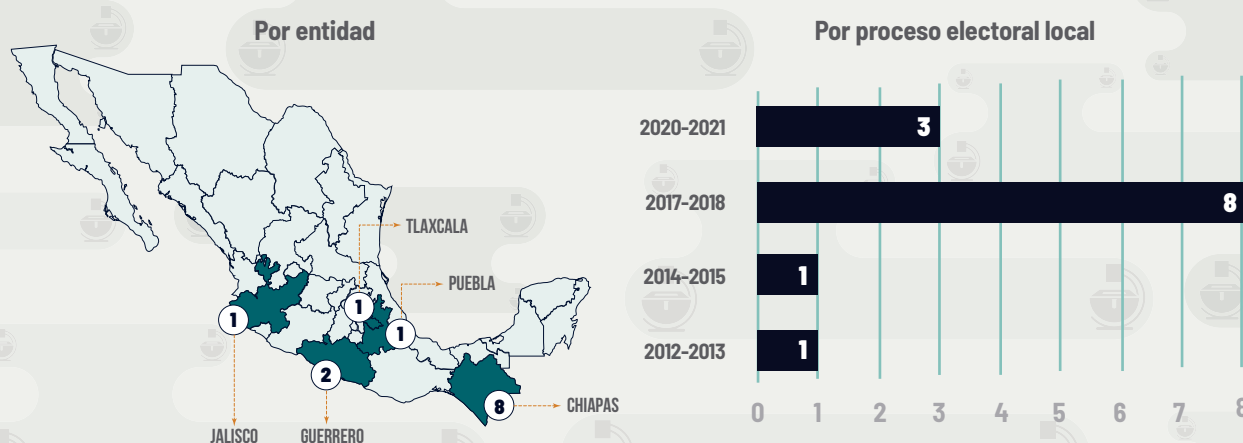 Por entidad
TLAXCALA
PUEBLA
1
1
1
2
8
CHIAPAS
JALISCO
GUERRERO
Por proceso electoral local
2020-2021
3
2017-2018
8
2014-2015
1
2012-2013
1
0 1 2 3 4 5 6 7 8